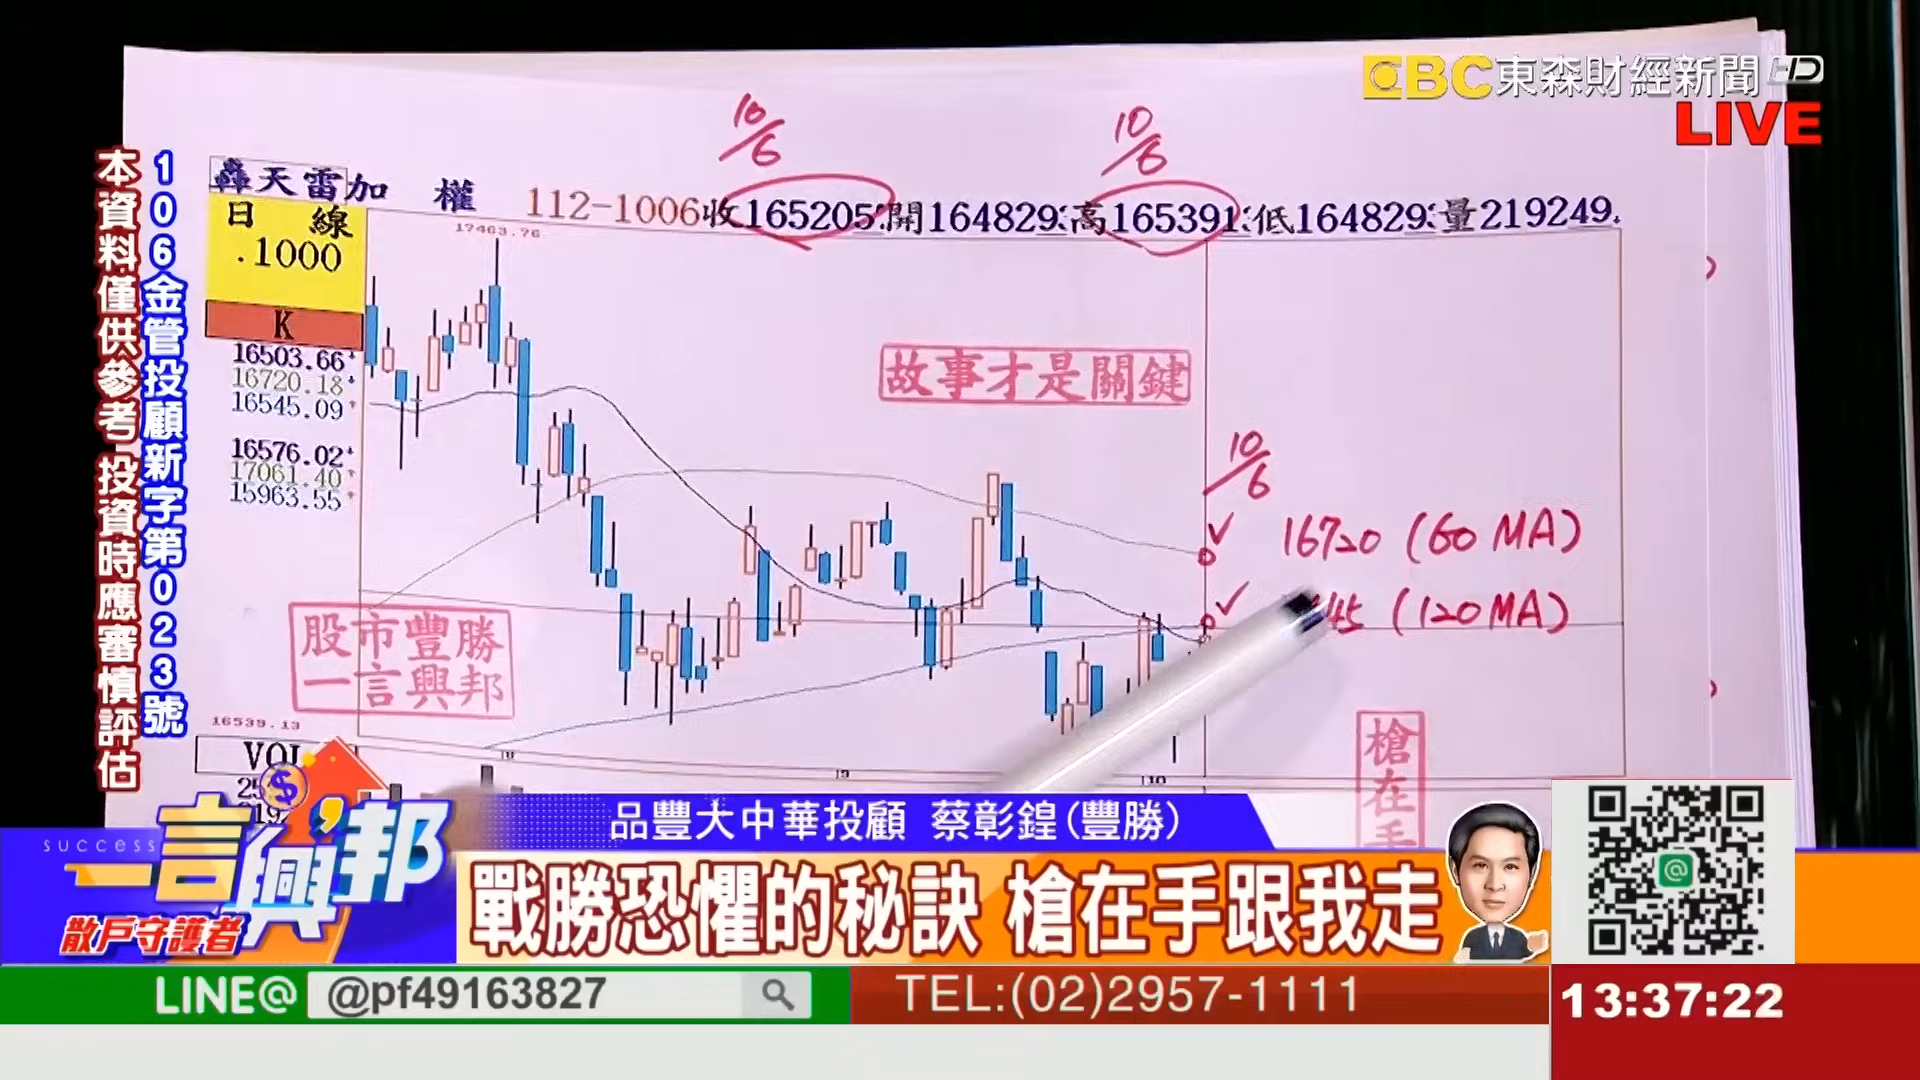 EBC東森財經新聞 HD
LIVE
本資料僅供參考 投資時應審慎評估
106金管投顧新字第023號
10/6
10/6
轟天雷加 權
112-1006收165205開164829高165391低164829量219249.
日 線
.1000
K
17463.76
16503.66
16720.18
16545.09
16576.02
17061.40
15963.55
故事才是關鍵
10/6
16720 (60 MA)
45 (120 MA)
股市豐勝
一言興邦
16539.13
VOL
9
10
槍在手
success
一言興邦
散戶守護者
品豐大中華投顧 蔡彰鍠(豐勝)
戰勝恐懼的秘訣 槍在手跟我走
LINE@ @pf49163827
TEL:(02)2957-1111
13:37:22